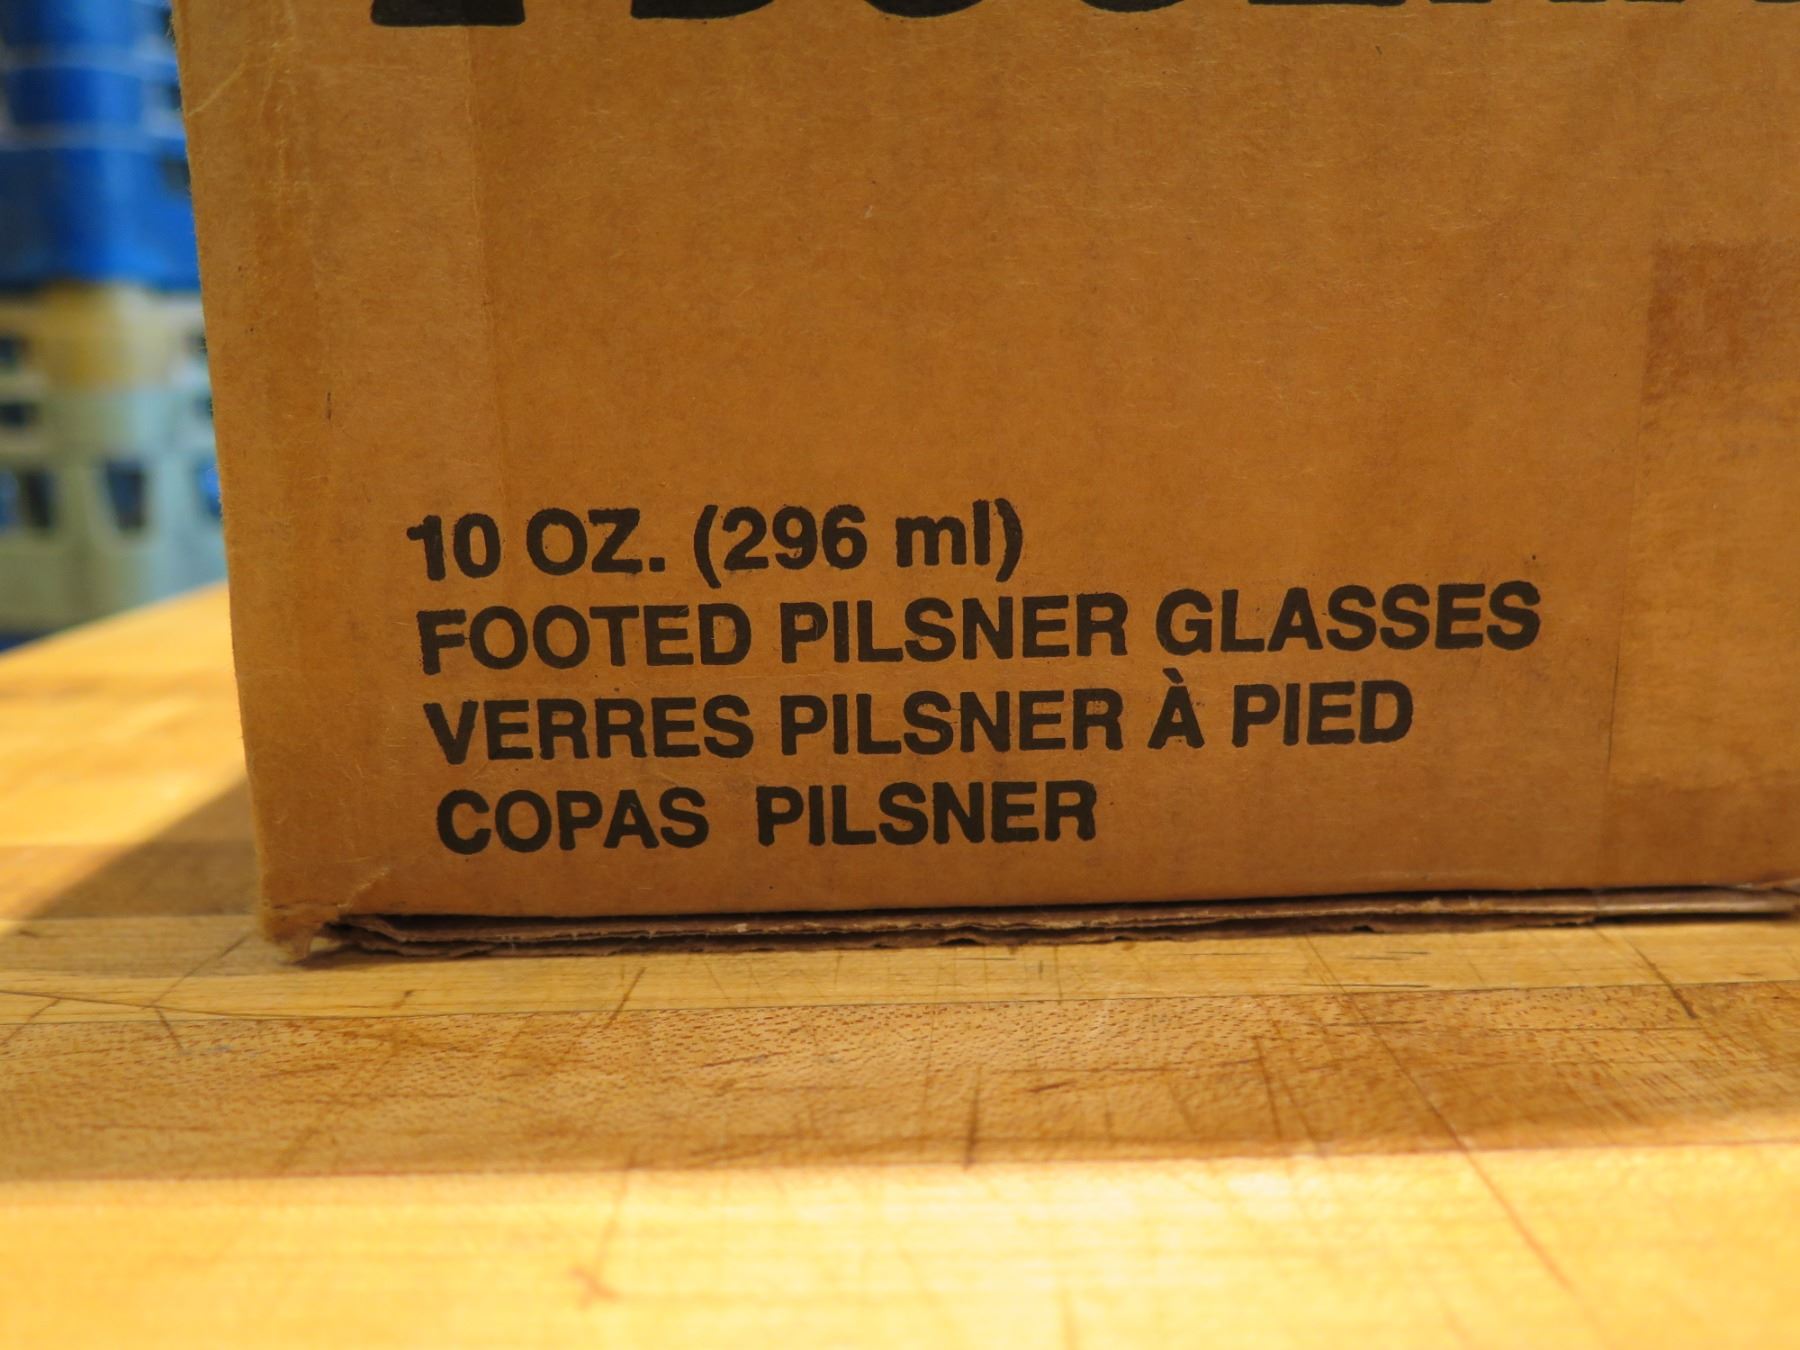 10 OZ. (296 ml)
FOOTED PILSNER GLASSES
VERRES PILSNER À PIED
COPAS PILSNER